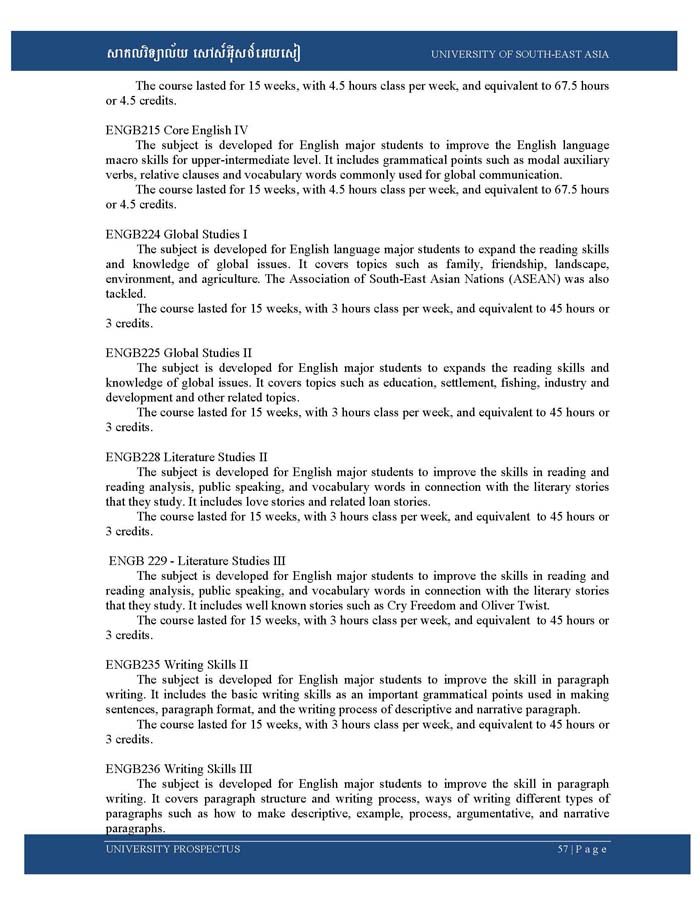 សាកលវិទ្យាល័យ សៅស៍អ៊ីសថ៍អេយសៀ UNIVERSITY OF SOUTH-EAST ASIA
The course lasted for 15 weeks, with 4.5 hours class per week, and equivalent to 67.5 hours
or 4.5 credits.
ENGB215 Core English IV
The subject is developed for English major students to improve the English language
macro skills for upper-intermediate level. It includes grammatical points such as modal auxiliary
verbs, relative clauses and vocabulary words commonly used for global communication.
The course lasted for 15 weeks, with 4.5 hours class per week, and equivalent to 67.5 hours
or 4.5 credits.
ENGB224 Global Studies I
The subject is developed for English language major students to expand the reading skills
and knowledge of global issues. It covers topics such as family, friendship, landscape,
environment, and agriculture. The Association of South-East Asian Nations (ASEAN) was also
tackled.
The course lasted for 15 weeks, with 3 hours class per week, and equivalent to 45 hours or
3 credits.
ENGB225 Global Studies II
The subject is developed for English major students to expands the reading skills and
knowledge of global issues. It covers topics such as education, settlement, fishing, industry and
development and other related topics.
The course lasted for 15 weeks, with 3 hours class per week, and equivalent to 45 hours or
3 credits.
ENGB228 Literature Studies II
The subject is developed for English major students to improve the skills in reading and
reading analysis, public speaking, and vocabulary words in connection with the literary stories
that they study. It includes love stories and related loan stories.
The course lasted for 15 weeks, with 3 hours class per week, and equivalent to 45 hours or
3 credits.
ENGB 229 - Literature Studies III
The subject is developed for English major students to improve the skills in reading and
reading analysis, public speaking, and vocabulary words in connection with the literary stories
that they study. It includes well known stories such as Cry Freedom and Oliver Twist.
The course lasted for 15 weeks, with 3 hours class per week, and equivalent to 45 hours or
3 credits.
ENGB235 Writing Skills II
The subject is developed for English major students to improve the skill in paragraph
writing. It includes the basic writing skills as an important grammatical points used in making
sentences, paragraph format, and the writing process of descriptive and narrative paragraph.
The course lasted for 15 weeks, with 3 hours class per week, and equivalent to 45 hours or
3 credits.
ENGB236 Writing Skills III
The subject is developed for English major students to improve the skill in paragraph
writing. It covers paragraph structure and writing process, ways of writing different types of
paragraphs such as how to make descriptive, example, process, argumentative, and narrative
paragraphs.
UNIVERSITY PROSPECTUS 57 | P a g e